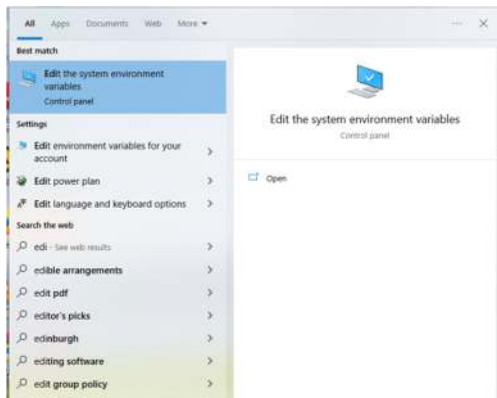 All Apps Documents Web More
Best match
Edit the system environment
variables
Control panel
Settings
Edit environment variables for your
account
Edit power plan
Edit language and keyboard options
Search the web
edi - See web results
edible arrangements
edit pdf
editor's picks
edinburgh
editing software
edit group policy
Edit the system environment variables
Control panel
Open